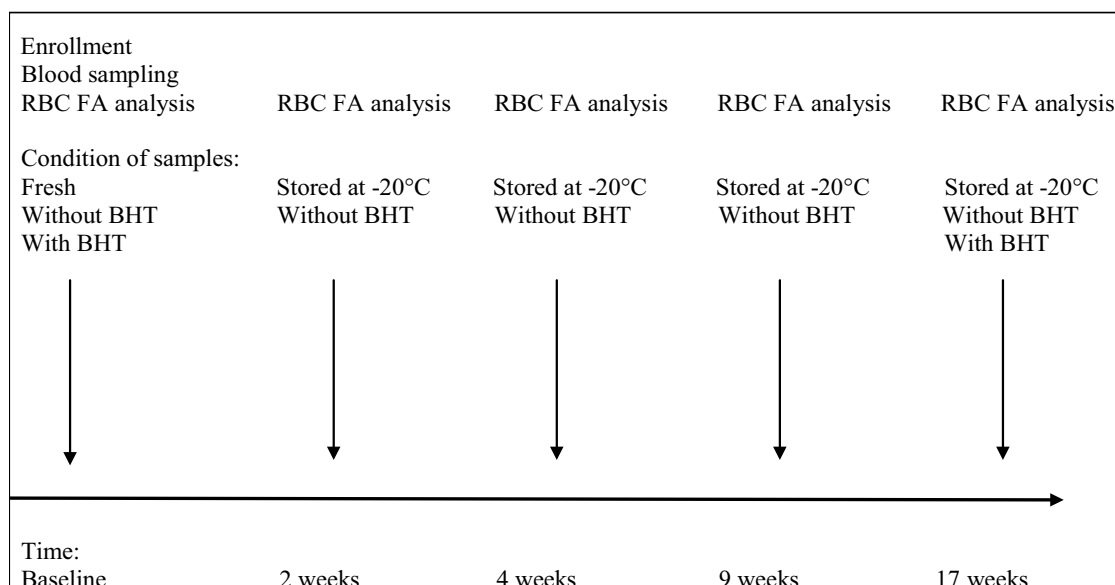 Enrollment
Blood sampling
RBC FA analysis RBC FA analysis RBC FA analysis RBC FA analysis RBC FA analysis
Condition of samples:
Fresh Stored at -20°C Stored at -20°C Stored at -20°C Stored at -20°C
Without BHT Without BHT Without BHT Without BHT Without BHT
With BHT With BHT
Time:
Baseline 2 weeks 4 weeks 9 weeks 17 weeks